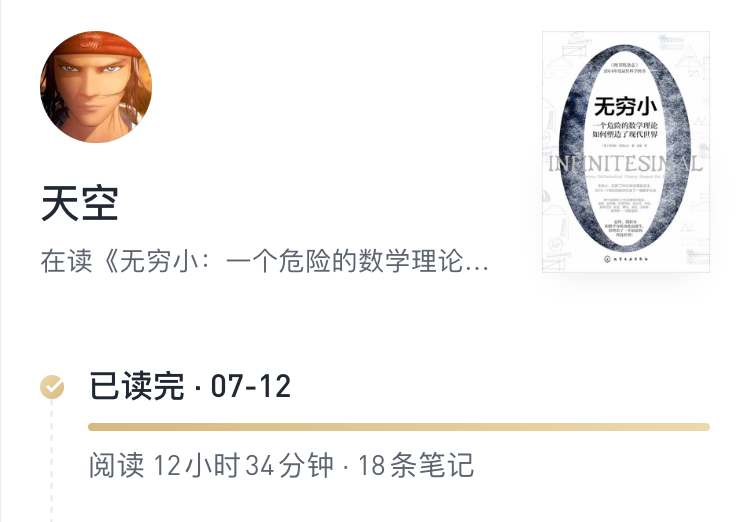 无穷小
一个危险的数学理论
如何塑造了现代世界
INFINITESIMAL
天空
在读《无穷小：一个危险的数学理论...
已读完 · 07-12
阅读 12小时34分钟 · 18条笔记